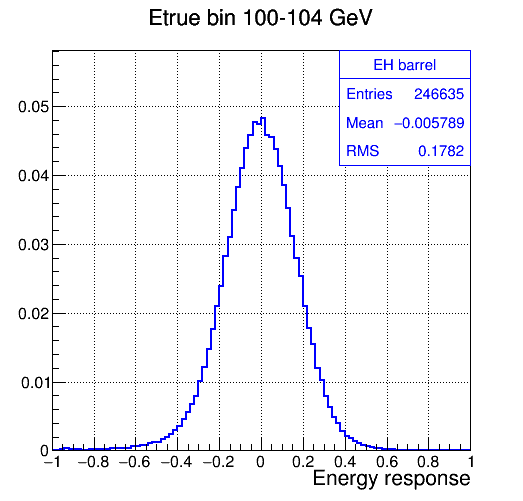 Etrue bin 100-104 GeV
EH barrel
Entries 246635
Mean −0.005789
RMS 0.1782
0.05
0.04
0.03
0.02
0.01
0
−1 −0.8 −0.6 −0.4 −0.2 0 0.2 0.4 0.6 0.8 1
Energy response